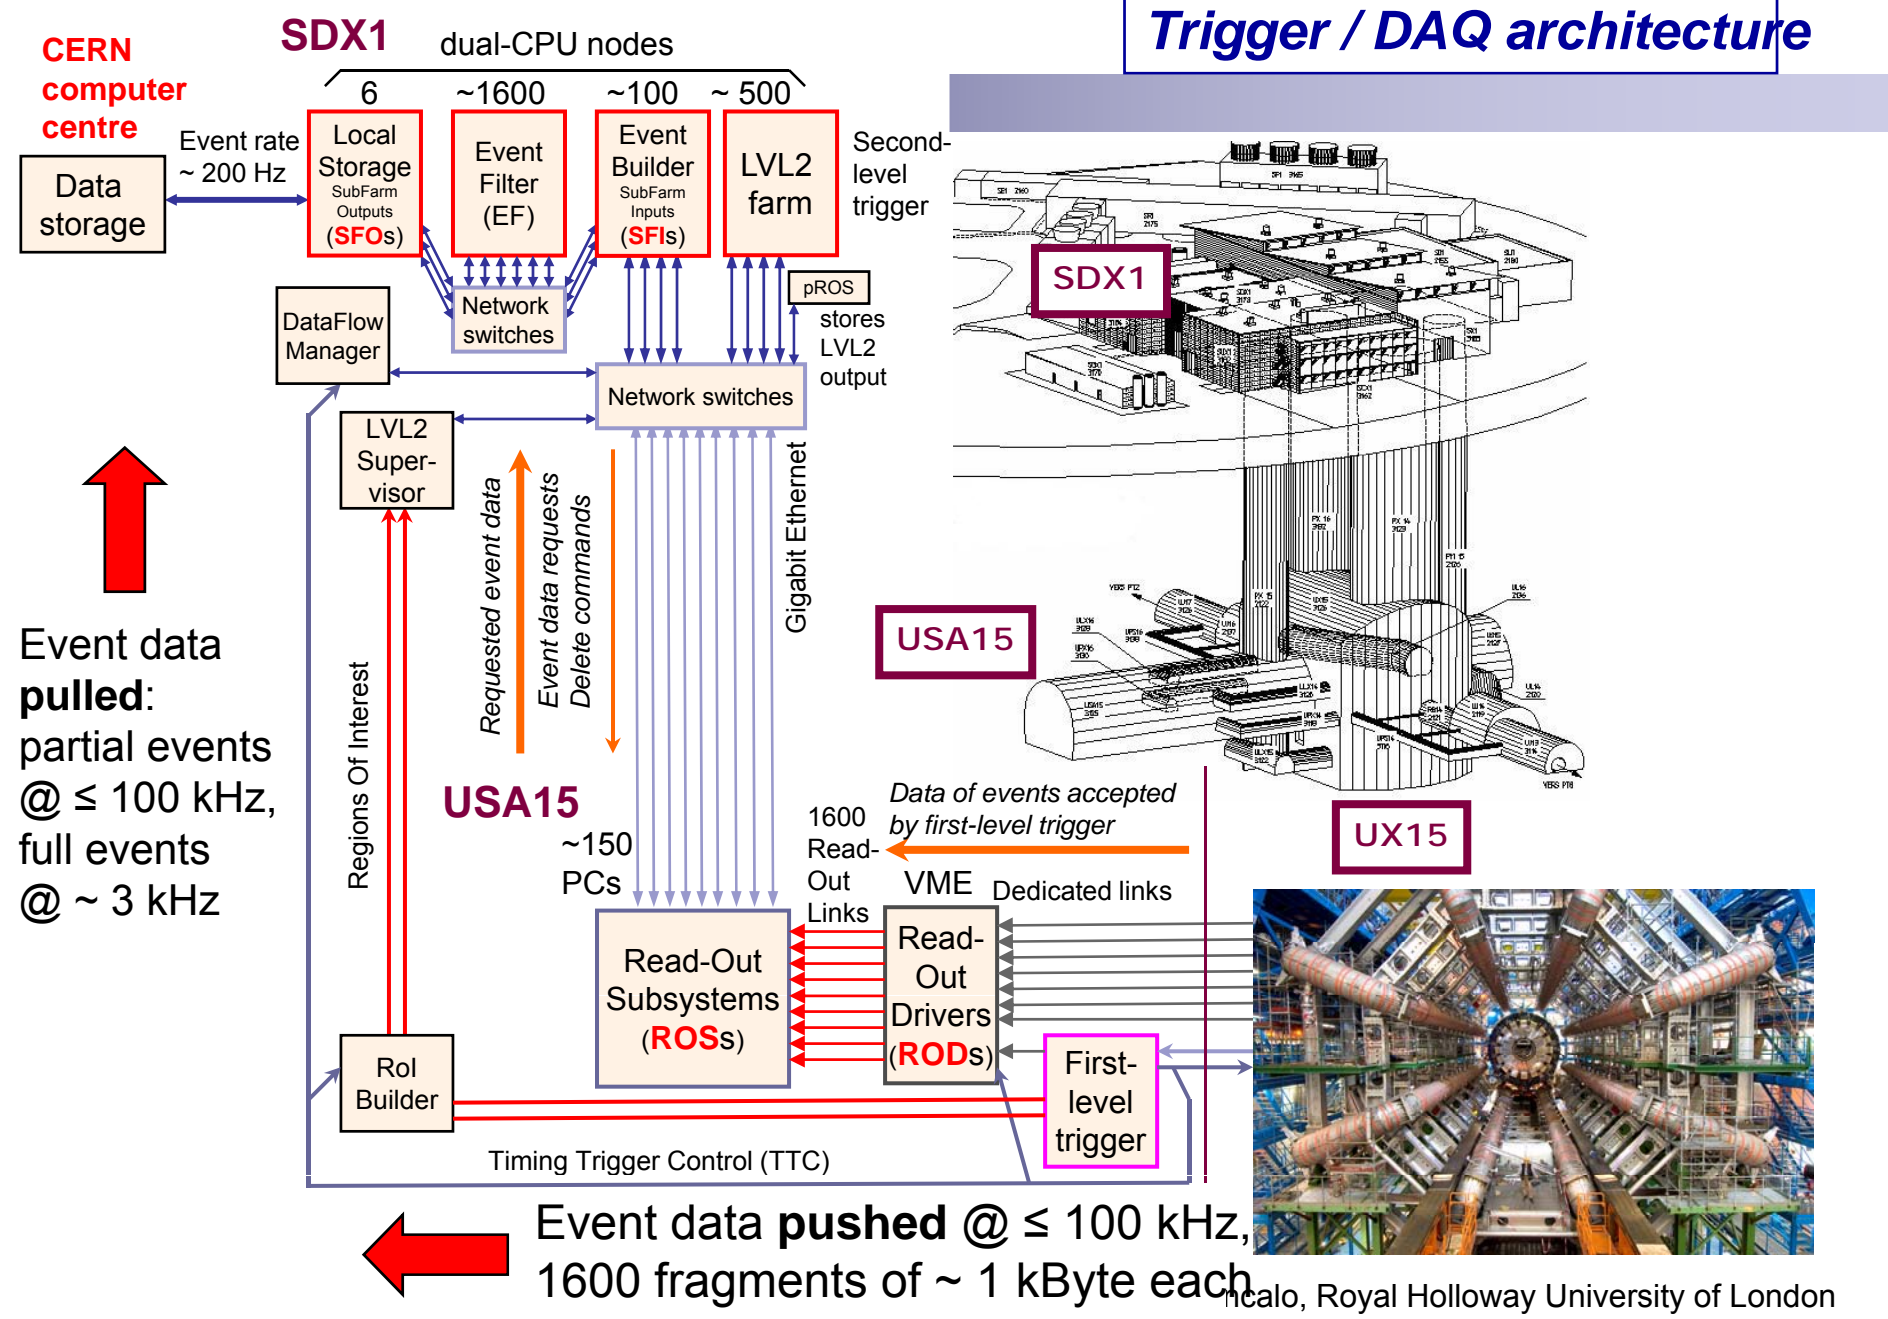 Trigger / DAQ architecture
SDX1
dual-CPU nodes
CERN
computer
centre
6
~1600
~100
~ 500
Event rate
~ 200 Hz
Data
storage
Local
Storage
SubFarm
Outputs
(SFOs)
Event
Filter
(EF)
Event
Builder
SubFarm
Inputs
(SFIs)
LVL2
farm
Second-
level
trigger
pROS
stores
LVL2
output
Network
switches
DataFlow
Manager
Network switches
LVL2
Super-
visor
Requested event data
Event data requests
Delete commands
Gigabit Ethernet
Regions Of Interest
Event data
pulled:
partial events
@ ≤ 100 kHz,
full events
@ ~ 3 kHz
USA15
~150
PCs
1600
Read-
Out
Links
Data of events accepted
by first-level trigger
VME
Dedicated links
Read-Out
Subsystems
(ROSs)
Read-
Out
Drivers
(RODs)
First-
level
trigger
RoI
Builder
Timing Trigger Control (TTC)
Event data pushed @ ≤ 100 kHz,
1600 fragments of ~ 1 kByte each
SDX1
USA15
UX15
ncalo, Royal Holloway University of London